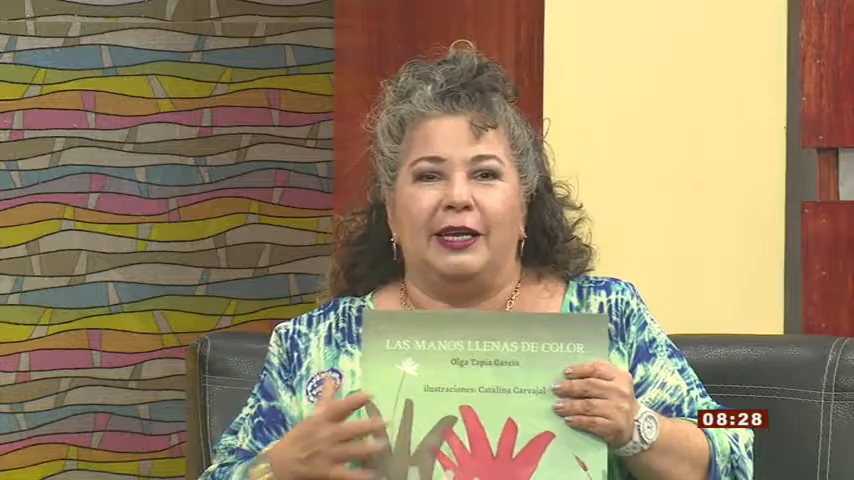 LAS MANOS LLENAS DE COLOR
Olga Tapia García
ilustraciones: Catalina Carvajal
08:28